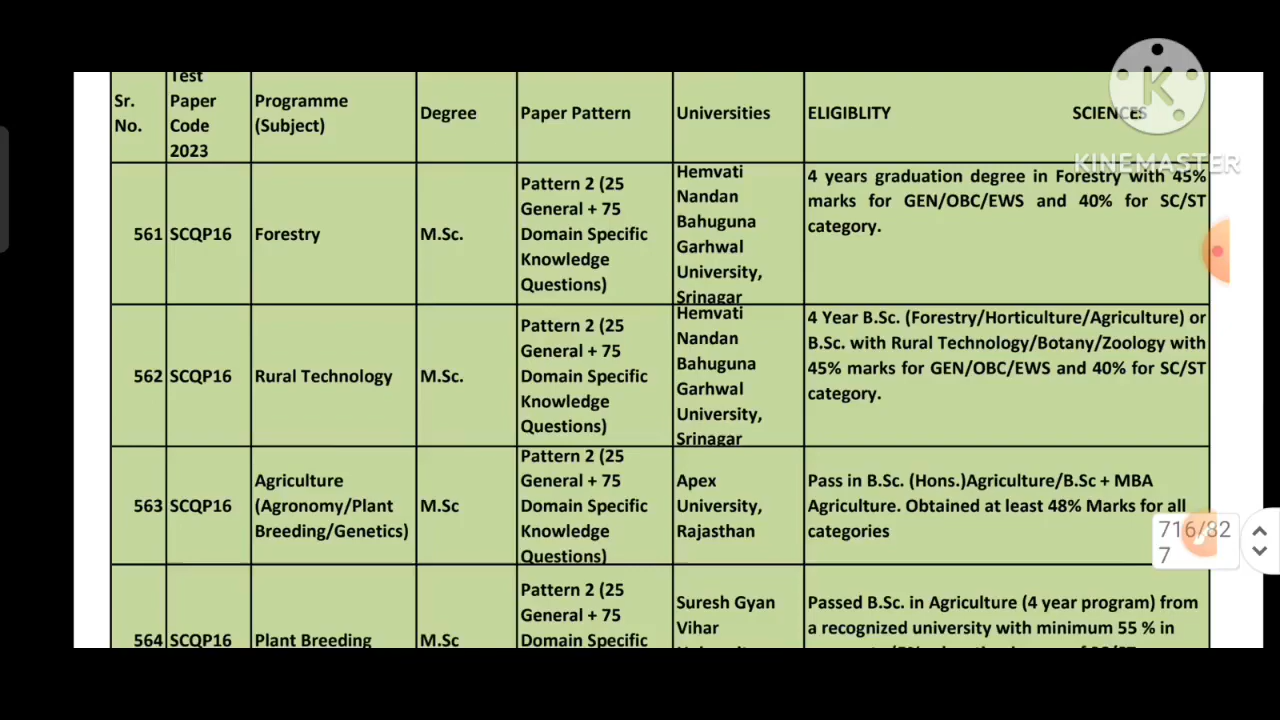 Sr. No.
Test Paper Code 2023
Programme (Subject)
Degree
Paper Pattern
Universities
ELIGIBLITY SCIENCES
K
KINEMASTER
561
SCQP16
Forestry
M.Sc.
Pattern 2 (25
General + 75
Domain Specific
Knowledge
Questions)
Hemvati
Nandan
Bahuguna
Garhwal
University,
Srinagar
4 years graduation degree in Forestry with 45%
marks for GEN/OBC/EWS and 40% for SC/ST
category.
562
SCQP16
Rural Technology
M.Sc.
Pattern 2 (25
General + 75
Domain Specific
Knowledge
Questions)
Hemvati
Nandan
Bahuguna
Garhwal
University,
Srinagar
4 Year B.Sc. (Forestry/Horticulture/Agriculture) or
B.Sc. with Rural Technology/Botany/Zoology with
45% marks for GEN/OBC/EWS and 40% for SC/ST
category.
563
SCQP16
Agriculture
(Agronomy/Plant
Breeding/Genetics)
M.Sc
Pattern 2 (25
General + 75
Domain Specific
Knowledge
Questions)
Apex
University,
Rajasthan
Pass in B.Sc. (Hons.)Agriculture/B.Sc + MBA
Agriculture. Obtained at least 48% Marks for all
categories
716/82
7
564
SCQP16
Plant Breeding
M.Sc
Pattern 2 (25
General + 75
Domain Specific
Suresh Gyan
Vihar
Passed B.Sc. in Agriculture (4 year program) from
a recognized university with minimum 55 % in